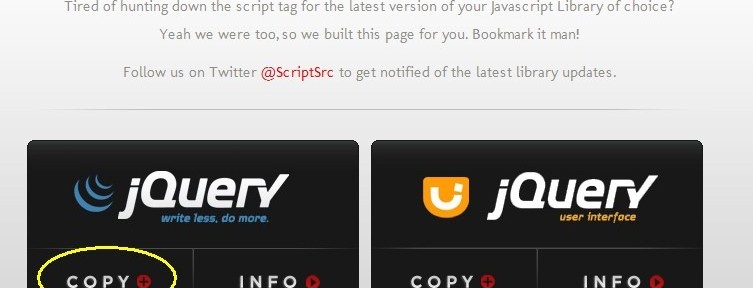 Tired of hunting down the script tag for the latest version of your Javascript Library of choice?
Yeah we were too, so we built this page for you. Bookmark it man!
Follow us on Twitter @ScriptSrc to get notified of the latest library updates.
jQuery
write less, do more.
jQuery
user interface
COPY
INFO
COPY
INFO